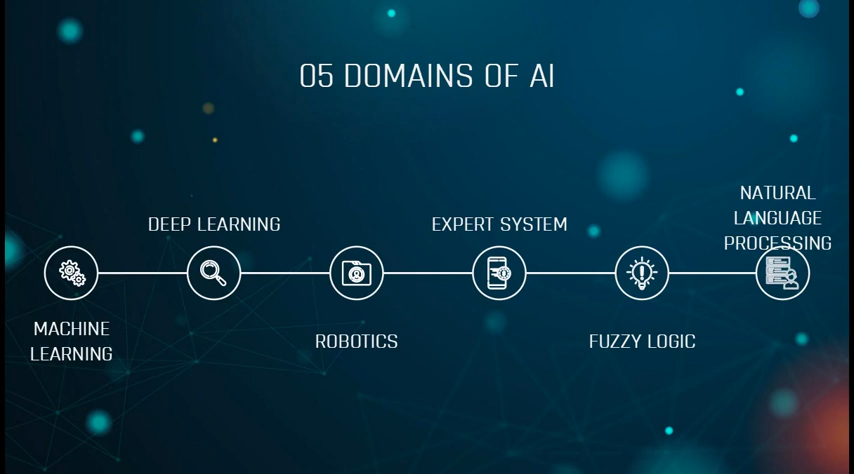 05 DOMAINS OF AI
MACHINE
LEARNING
DEEP LEARNING
ROBOTICS
EXPERT SYSTEM
FUZZY LOGIC
NATURAL
LANGUAGE
PROCESSING